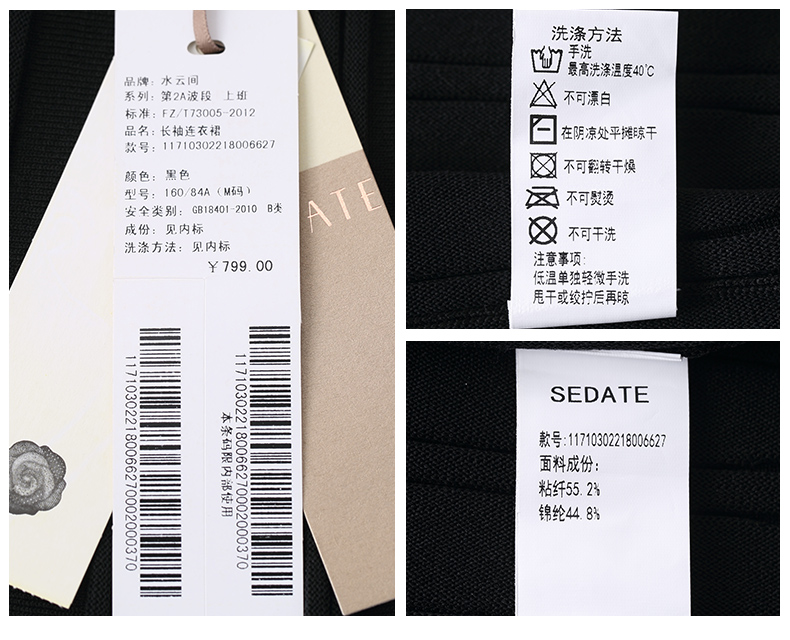 品牌: 水云间
系列: 第2A波段 上班
标准: FZ/T73005-2012
品名: 长袖连衣裙
款号: 11710302218006627
颜色: 黑色
型号: 160/84A (M码)
安全类别: GB18401-2010 B类
成份: 见内标
洗涤方法: 见内标
￥799.00
1171030221800662700020003​70
本条码限内部使用
117103022180066270002000370
ATE
洗涤方法
手洗
最高洗涤温度40℃
不可漂白
在阴凉处平摊晾干
不可翻转干燥
不可熨烫
不可干洗
注意事项:
低温单独轻微手洗
甩干或绞拧后再晾
SEDATE
款号:11710302218006627
面料成份:
粘纤55.2%
锦纶44.8%